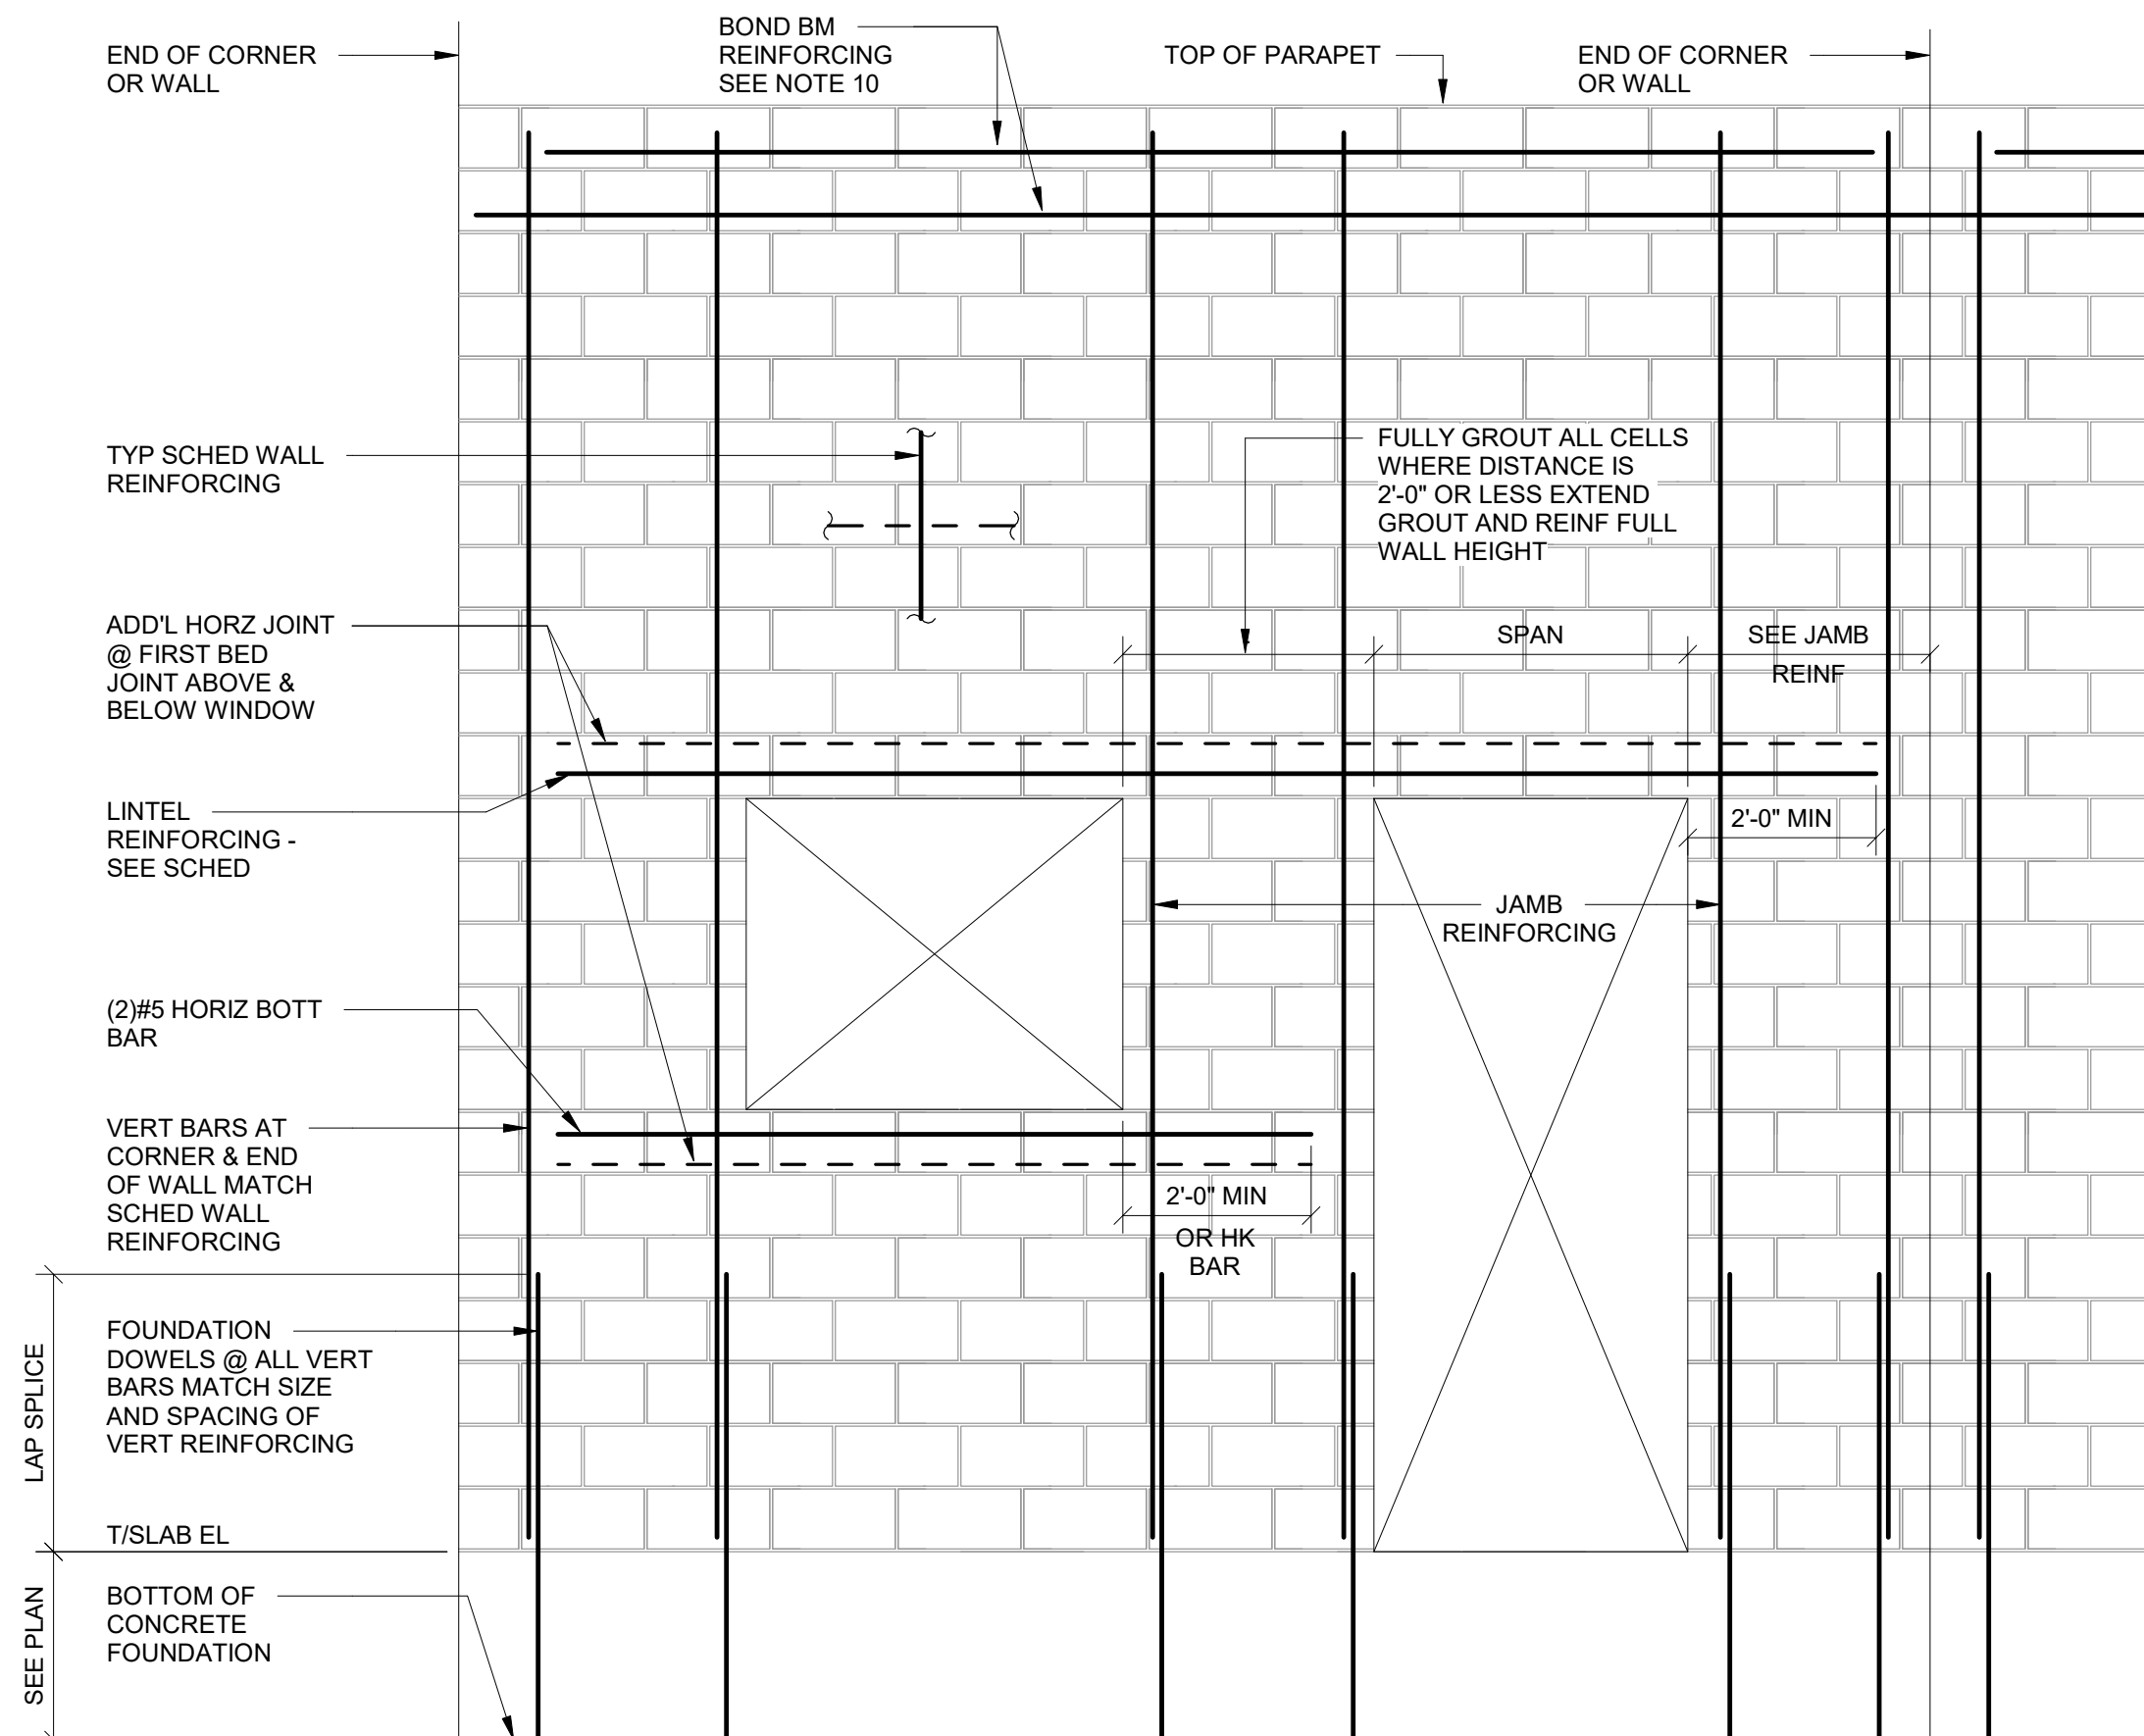 END OF CORNER
OR WALL
BOND BM
REINFORCING
SEE NOTE 10
TOP OF PARAPET
END OF CORNER
OR WALL
TYP SCHED WALL
REINFORCING
FULLY GROUT ALL CELLS
WHERE DISTANCE IS
2'-0" OR LESS EXTEND
GROUT AND REINF FULL
WALL HEIGHT
ADD'L HORZ JOINT
@ FIRST BED
JOINT ABOVE &
BELOW WINDOW
SPAN
SEE JAMB
REINF
LINTEL
REINFORCING -
SEE SCHED
2'-0" MIN
JAMB
REINFORCING
(2)#5 HORIZ BOTT
BAR
VERT BARS AT
CORNER & END
OF WALL MATCH
SCHED WALL
REINFORCING
2'-0" MIN
OR HK
BAR
LAP SPLICE
FOUNDATION
DOWELS @ ALL VERT
BARS MATCH SIZE
AND SPACING OF
VERT REINFORCING
T/SLAB EL
SEE PLAN
BOTTOM OF
CONCRETE
FOUNDATION